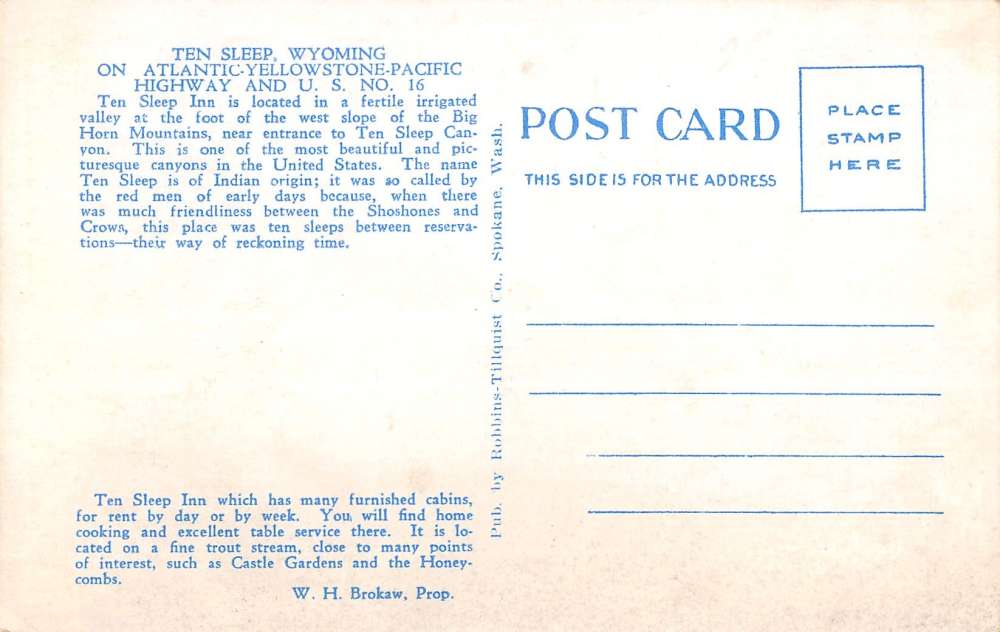 TEN SLEEP, WYOMING
ON ATLANTIC-YELLOWSTONE-PACIFIC
HIGHWAY AND U. S. NO. 16
Ten Sleep Inn is located in a fertile irrigated
valley at the foot of the west slope of the Big
Horn Mountains, near entrance to Ten Sleep Can-
yon. This is one of the most beautiful and pic-
turesque canyons in the United States. The name
Ten Sleep is of Indian origin; it was so called by
the red men of early days because, when there
was much friendliness between the Shoshones and
Crows, this place was ten sleeps between reserva-
tions—their way of reckoning time.
Ten Sleep Inn which has many furnished cabins,
for rent by day or by week. You will find home
cooking and excellent table service there. It is lo-
cated on a fine trout stream, close to many points
of interest, such as Castle Gardens and the Honey-
combs.
W. H. Brokaw, Prop.
Pub. by Robbins-Tillquist Co., Spokane, Wash.
POST CARD
THIS SIDE IS FOR THE ADDRESS
PLACE
STAMP
HERE